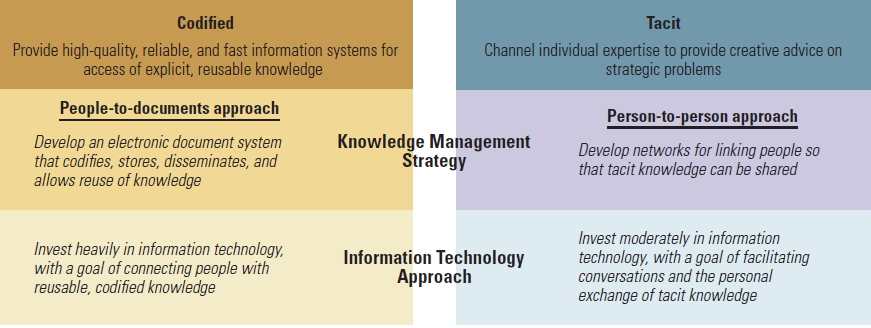 Codified
Provide high-quality, reliable, and fast information systems for
access of explicit, reusable knowledge
Tacit
Channel individual expertise to provide creative advice on
strategic problems
People-to-documents approach
Develop an electronic document system
that codifies, stores, disseminates, and
allows reuse of knowledge
Knowledge Management
Strategy
Person-to-person approach
Develop networks for linking people so
that tacit knowledge can be shared
Invest heavily in information technology,
with a goal of connecting people with
reusable, codified knowledge
Information Technology
Approach
Invest moderately in information
technology, with a goal of facilitating
conversations and the personal
exchange of tacit knowledge